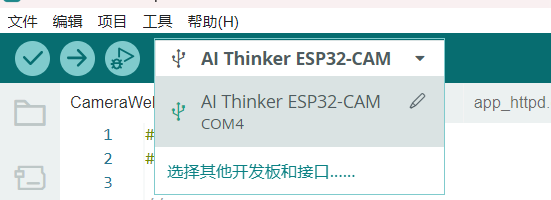 文件 编辑 项目 工具 帮助(H)
AI Thinker ESP32-CAM
AI Thinker ESP32-CAM
COM4
选择其他开发板和接口......
CameraWe
app_httpd.
1 #
2 #
3